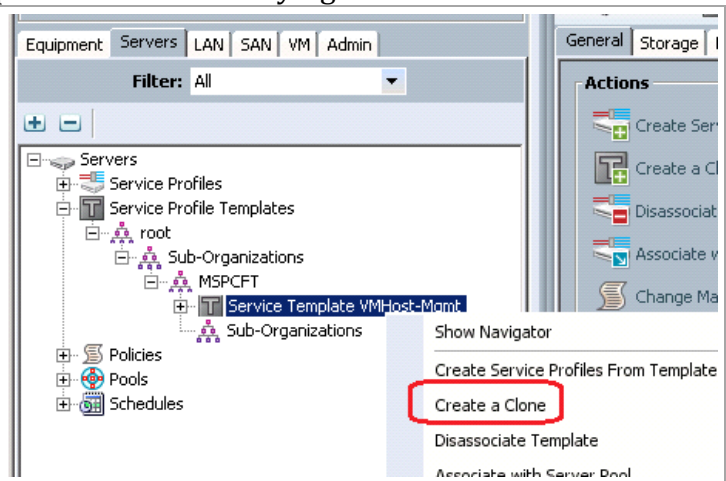 Equipment Servers LAN SAN VM Admin
Filter: All
Servers
Service Profiles
Service Profile Templates
root
Sub-Organizations
MSPCFT
Service Template VMHost-Mgmt
Sub-Organizations
Policies
Pools
Schedules
General Storage
Actions
Create Ser
Create a Cl
Disassociat
Associate w
Change Ma
Show Navigator
Create Service Profiles From Template
Create a Clone
Disassociate Template
Associate with Server Pool